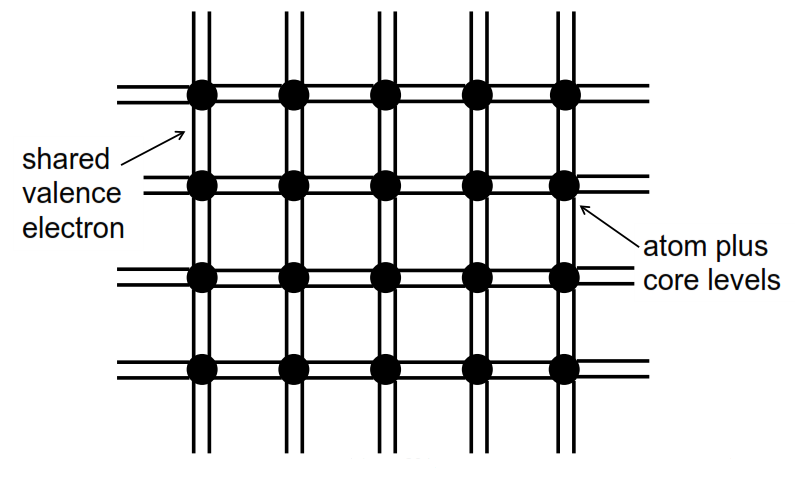 shared
valence
electron
atom plus
core levels